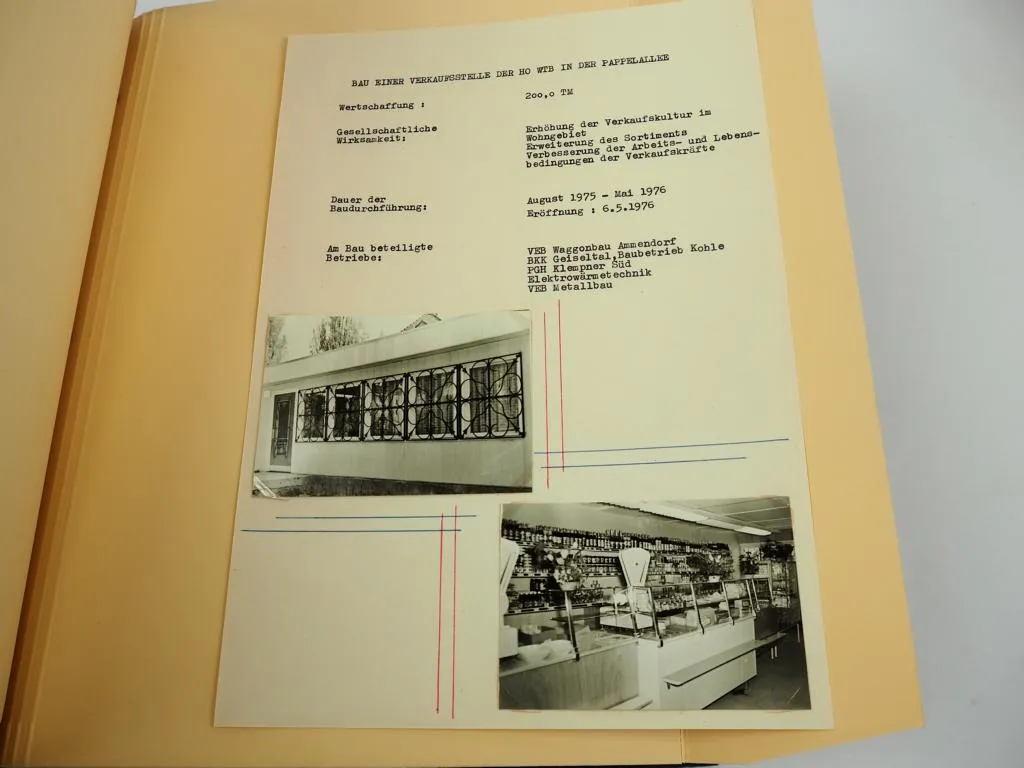 BAU EINER VERKAUFSSTELLE DER HO WTB IN DER PAPPELALLEE
Wertschaffung :
200,0 TM
Gesellschaftliche
Wirksamkeit:
Erhöhung der Verkaufskultur im
Wohngebiet
Erweiterung des Sortiments
Verbesserung der Arbeits- und Lebens-
bedingungen der Verkaufskräfte
Dauer der
Baudurchführung:
August 1975 - Mai 1976
Eröffnung : 6.5.1976
Am Bau beteiligte
Betriebe:
VEB Waggonbau Ammendorf
BKK Geiseltal,Baubetrieb Kohle
PGH Klempner Süd
Elektrowärmetechnik
VEB Metallbau